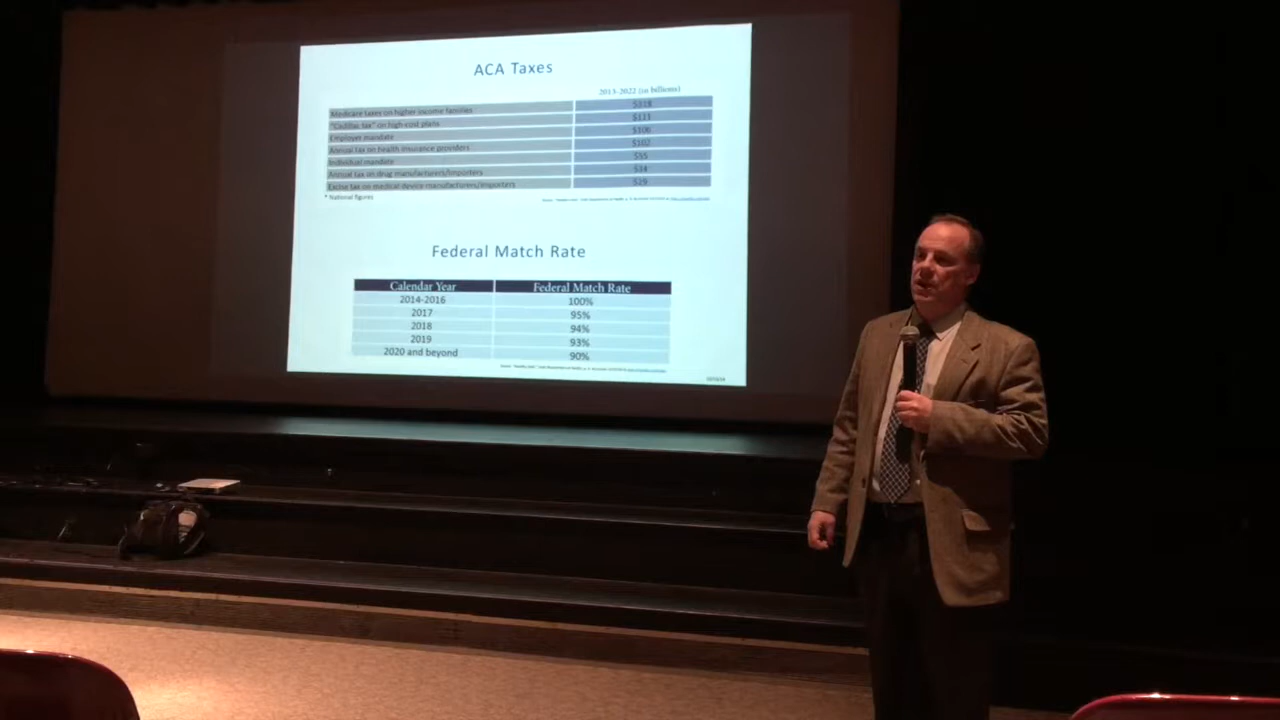 ACA Taxes
2013-2022 (in billions)
Medicare taxes on higher income families $318
"Cadillac tax" on high cost plans $111
Employer mandate $106
Annual tax on health insurance providers $102
Individual mandate $55
Annual tax on drug manufacturers/importers $34
Excise tax on medical device manufacturers/importers $29
* National figures
Federal Match Rate
Calendar Year Federal Match Rate
2014-2016 100%
2017 95%
2018 94%
2019 93%
2020 and beyond 90%